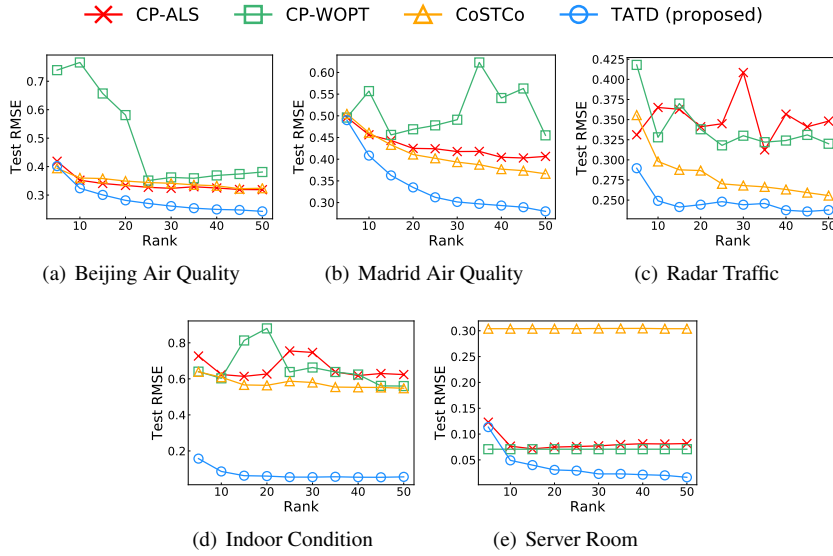 CP-ALS CP-WOPT CoSTCo TATD (proposed)
Test RMSE
0.7
0.6
0.5
0.4
0.3
10 20 30 40 50
Rank
(a) Beijing Air Quality
Test RMSE
0.60
0.55
0.50
0.45
0.40
0.35
0.30
10 20 30 40 50
Rank
(b) Madrid Air Quality
Test RMSE
0.425
0.400
0.375
0.350
0.325
0.300
0.275
0.250
10 20 30 40 50
Rank
(c) Radar Traffic
Test RMSE
0.8
0.6
0.4
0.2
10 20 30 40 50
Rank
(d) Indoor Condition
Test RMSE
0.30
0.25
0.20
0.15
0.10
0.05
10 20 30 40 50
Rank
(e) Server Room